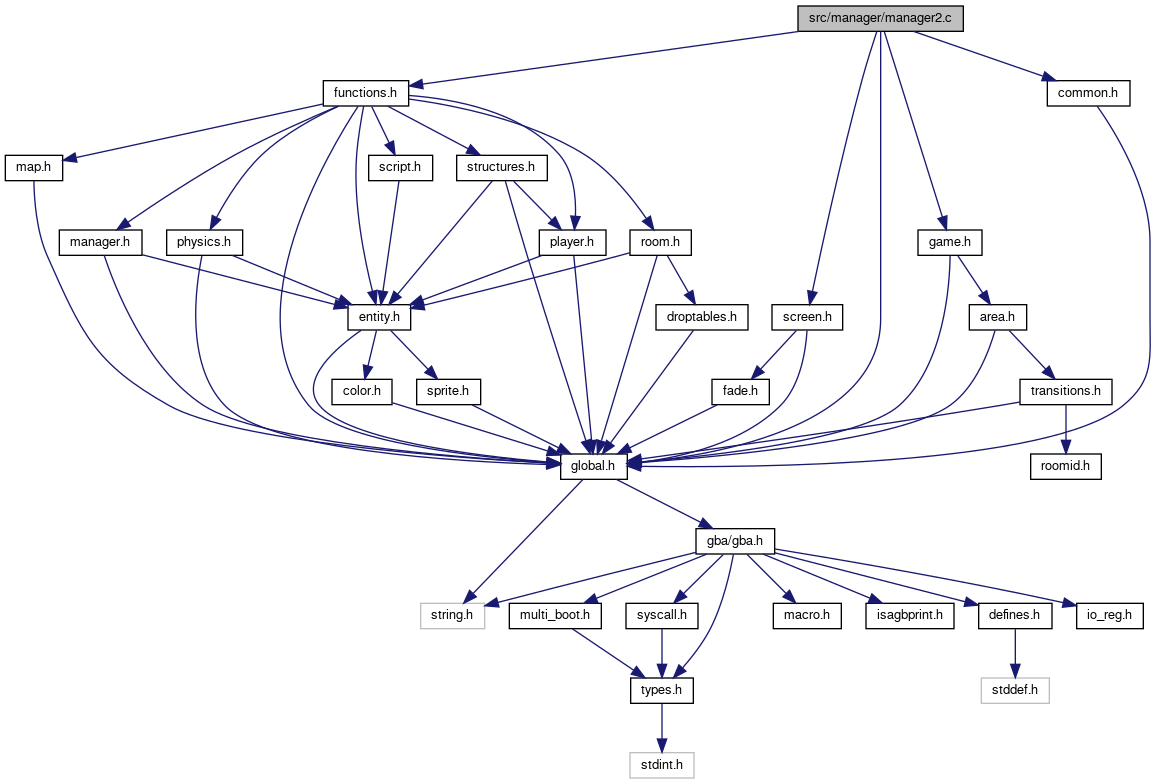 src/manager/manager2.c
functions.h
common.h
map.h
script.h
structures.h
manager.h
physics.h
player.h
room.h
game.h
entity.h
droptables.h
screen.h
area.h
color.h
sprite.h
fade.h
transitions.h
global.h
roomid.h
gba/gba.h
string.h
multi_boot.h
syscall.h
macro.h
isagbprint.h
defines.h
io_reg.h
types.h
stddef.h
stdint.h